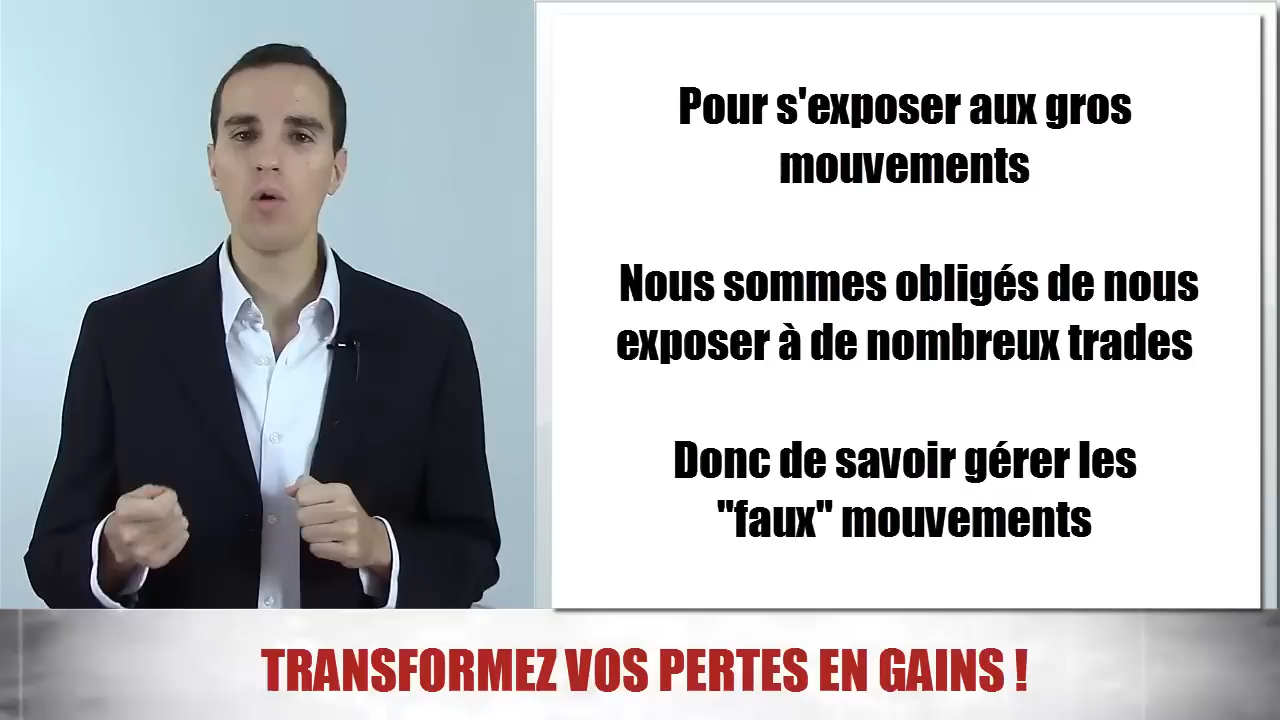 Pour s'exposer aux gros
mouvements
Nous sommes obligés de nous
exposer à de nombreux trades
Donc de savoir gérer les
"faux" mouvements
TRANSFORMEZ VOS PERTES EN GAINS !